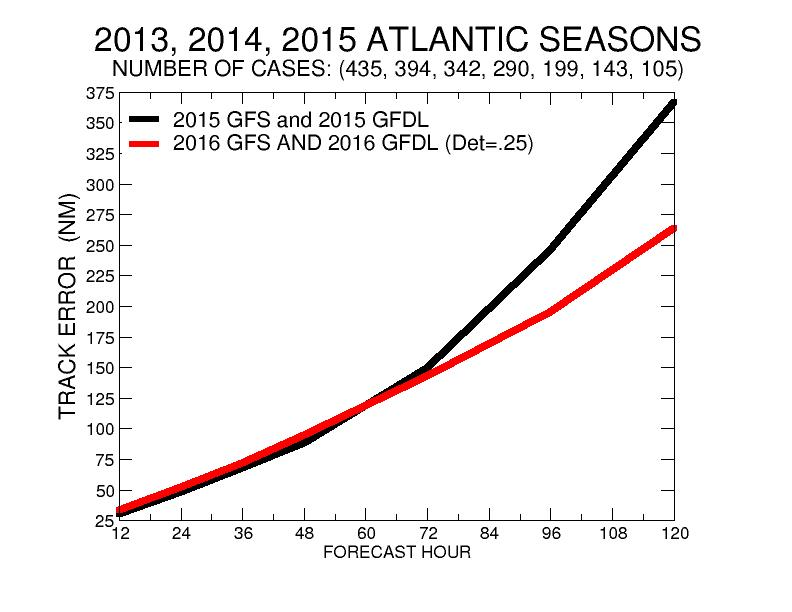 2013, 2014, 2015 ATLANTIC SEASONS
NUMBER OF CASES: (435, 394, 342, 290, 199, 143, 105)
2015 GFS and 2015 GFDL
2016 GFS AND 2016 GFDL (Det=.25)
TRACK ERROR (NM)
375
350
325
300
275
250
225
200
175
150
125
100
75
50
25
12 24 36 48 60 72 84 96 108 120
FORECAST HOUR